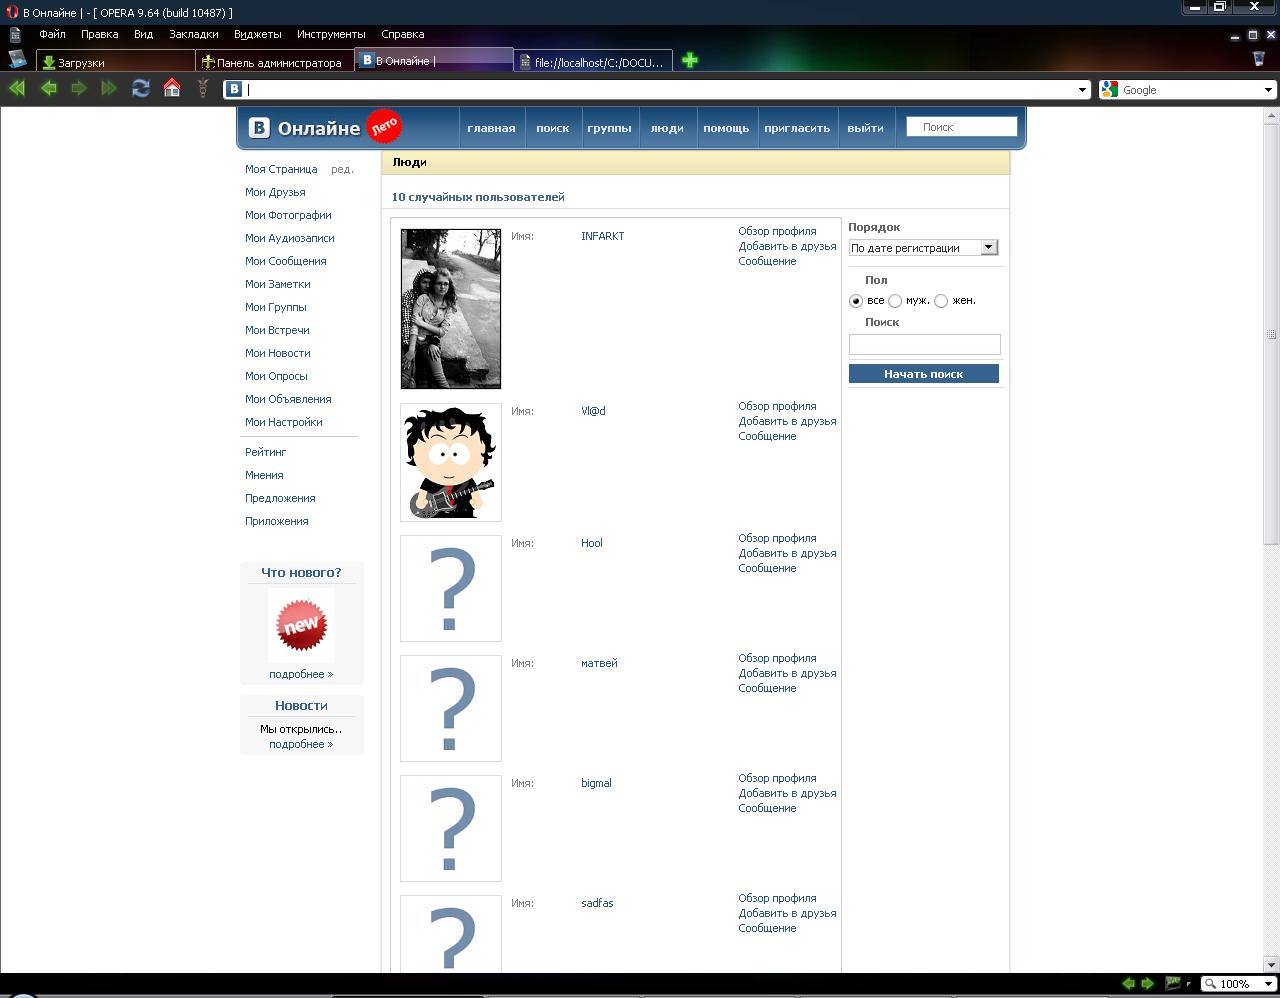 В Онлайне | - [ OPERA 9.64 (build 10487) ]
Файл Правка Вид Закладки Виджеты Инструменты Справка
Загрузки Панель администратора В Онлайне | file://localhost/C:/DOCU...
В Google
В Онлайне Лето главная поиск группы люди помощь пригласить выйти Поиск
Моя Страница ред.
Мои Друзья
Мои Фотографии
Мои Аудиозаписи
Мои Сообщения
Мои Заметки
Мои Группы
Мои Встречи
Мои Новости
Мои Опросы
Мои Объявления
Мои Настройки
Рейтинг
Мнения
Предложения
Приложения
Что нового?
new
подробнее »
Новости
Мы открылись..
подробнее »
Люди
10 случайных пользователей
Имя: INFARKT
Обзор профиля
Добавить в друзья
Сообщение
Имя: Vl@d
Обзор профиля
Добавить в друзья
Сообщение
?
Имя: Hool
Обзор профиля
Добавить в друзья
Сообщение
?
Имя: матвей
Обзор профиля
Добавить в друзья
Сообщение
?
Имя: bigmal
Обзор профиля
Добавить в друзья
Сообщение
?
Имя: sadfas
Обзор профиля
Добавить в друзья
Сообщение
Порядок
По дате регистрации
Пол
все муж. жен.
Поиск
Начать поиск
100%